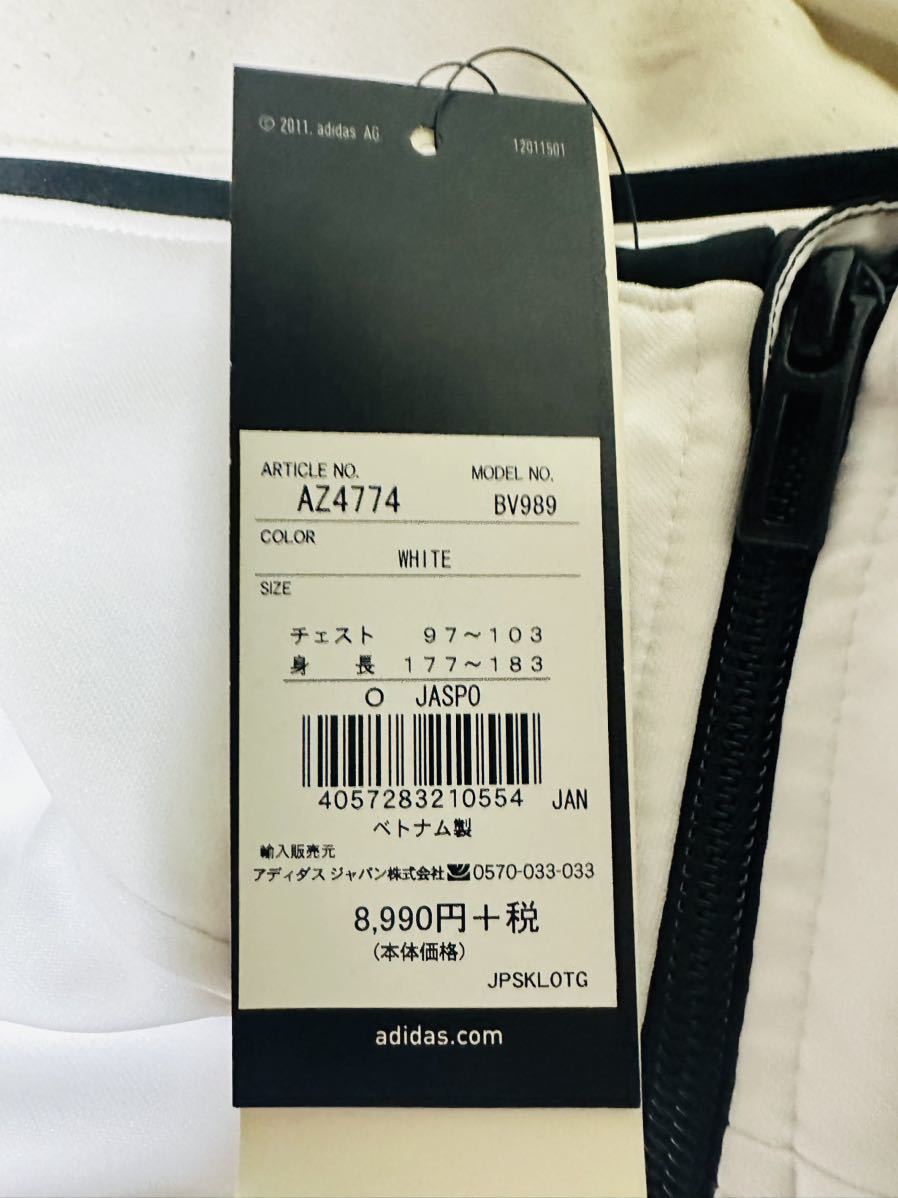 © 2011. adidas AG
12011501
ARTICLE NO.
MODEL NO.
AZ4774
BV989
COLOR
WHITE
SIZE
チェスト 97～103
身 長 177～183
O JASPO
4057283210554 JAN
ベトナム製
輸入販売元
アディダス ジャパン株式会社 0570-033-033
8,990円+税
(本体価格)
JPSKLOTG
adidas.com